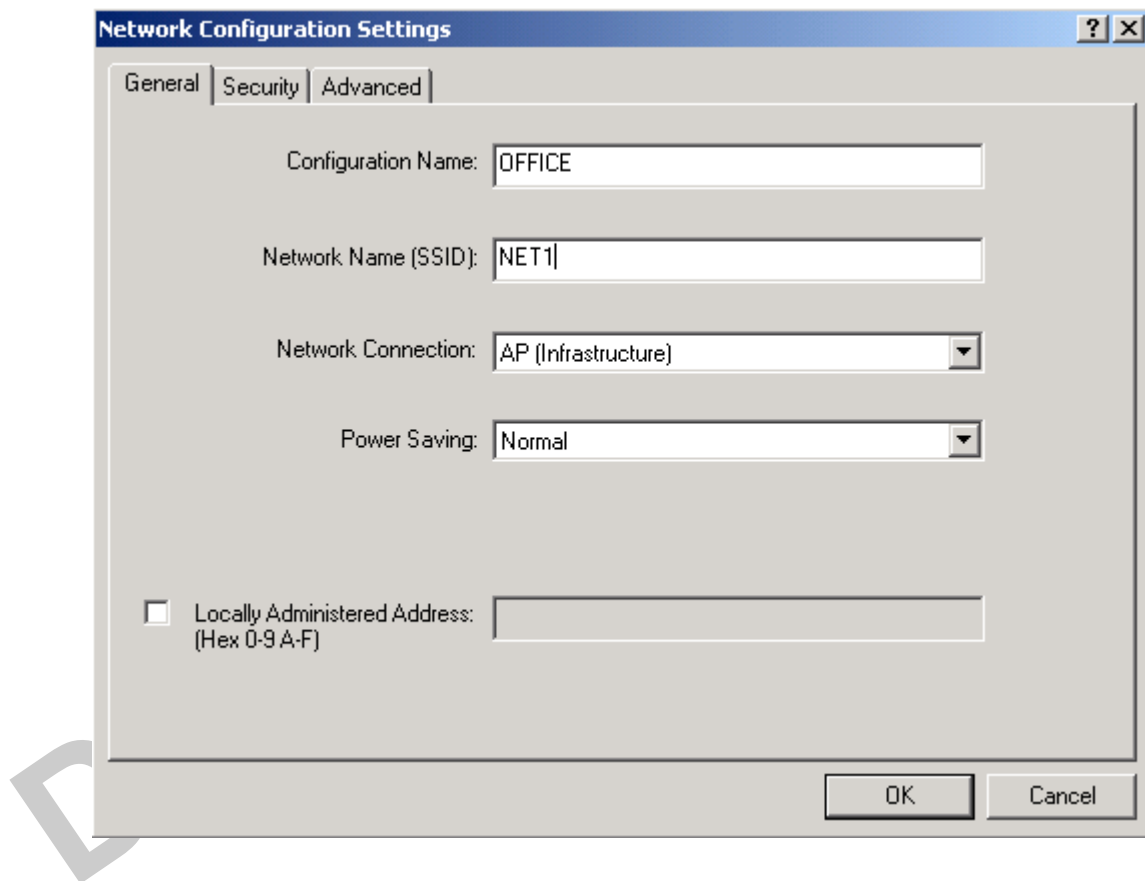 Network Configuration Settings
General Security Advanced
Configuration Name: OFFICE
Network Name (SSID): NET1
Network Connection: AP (Infrastructure)
Power Saving: Normal
Locally Administered Address:
(Hex 0-9 A-F)
OK Cancel
D